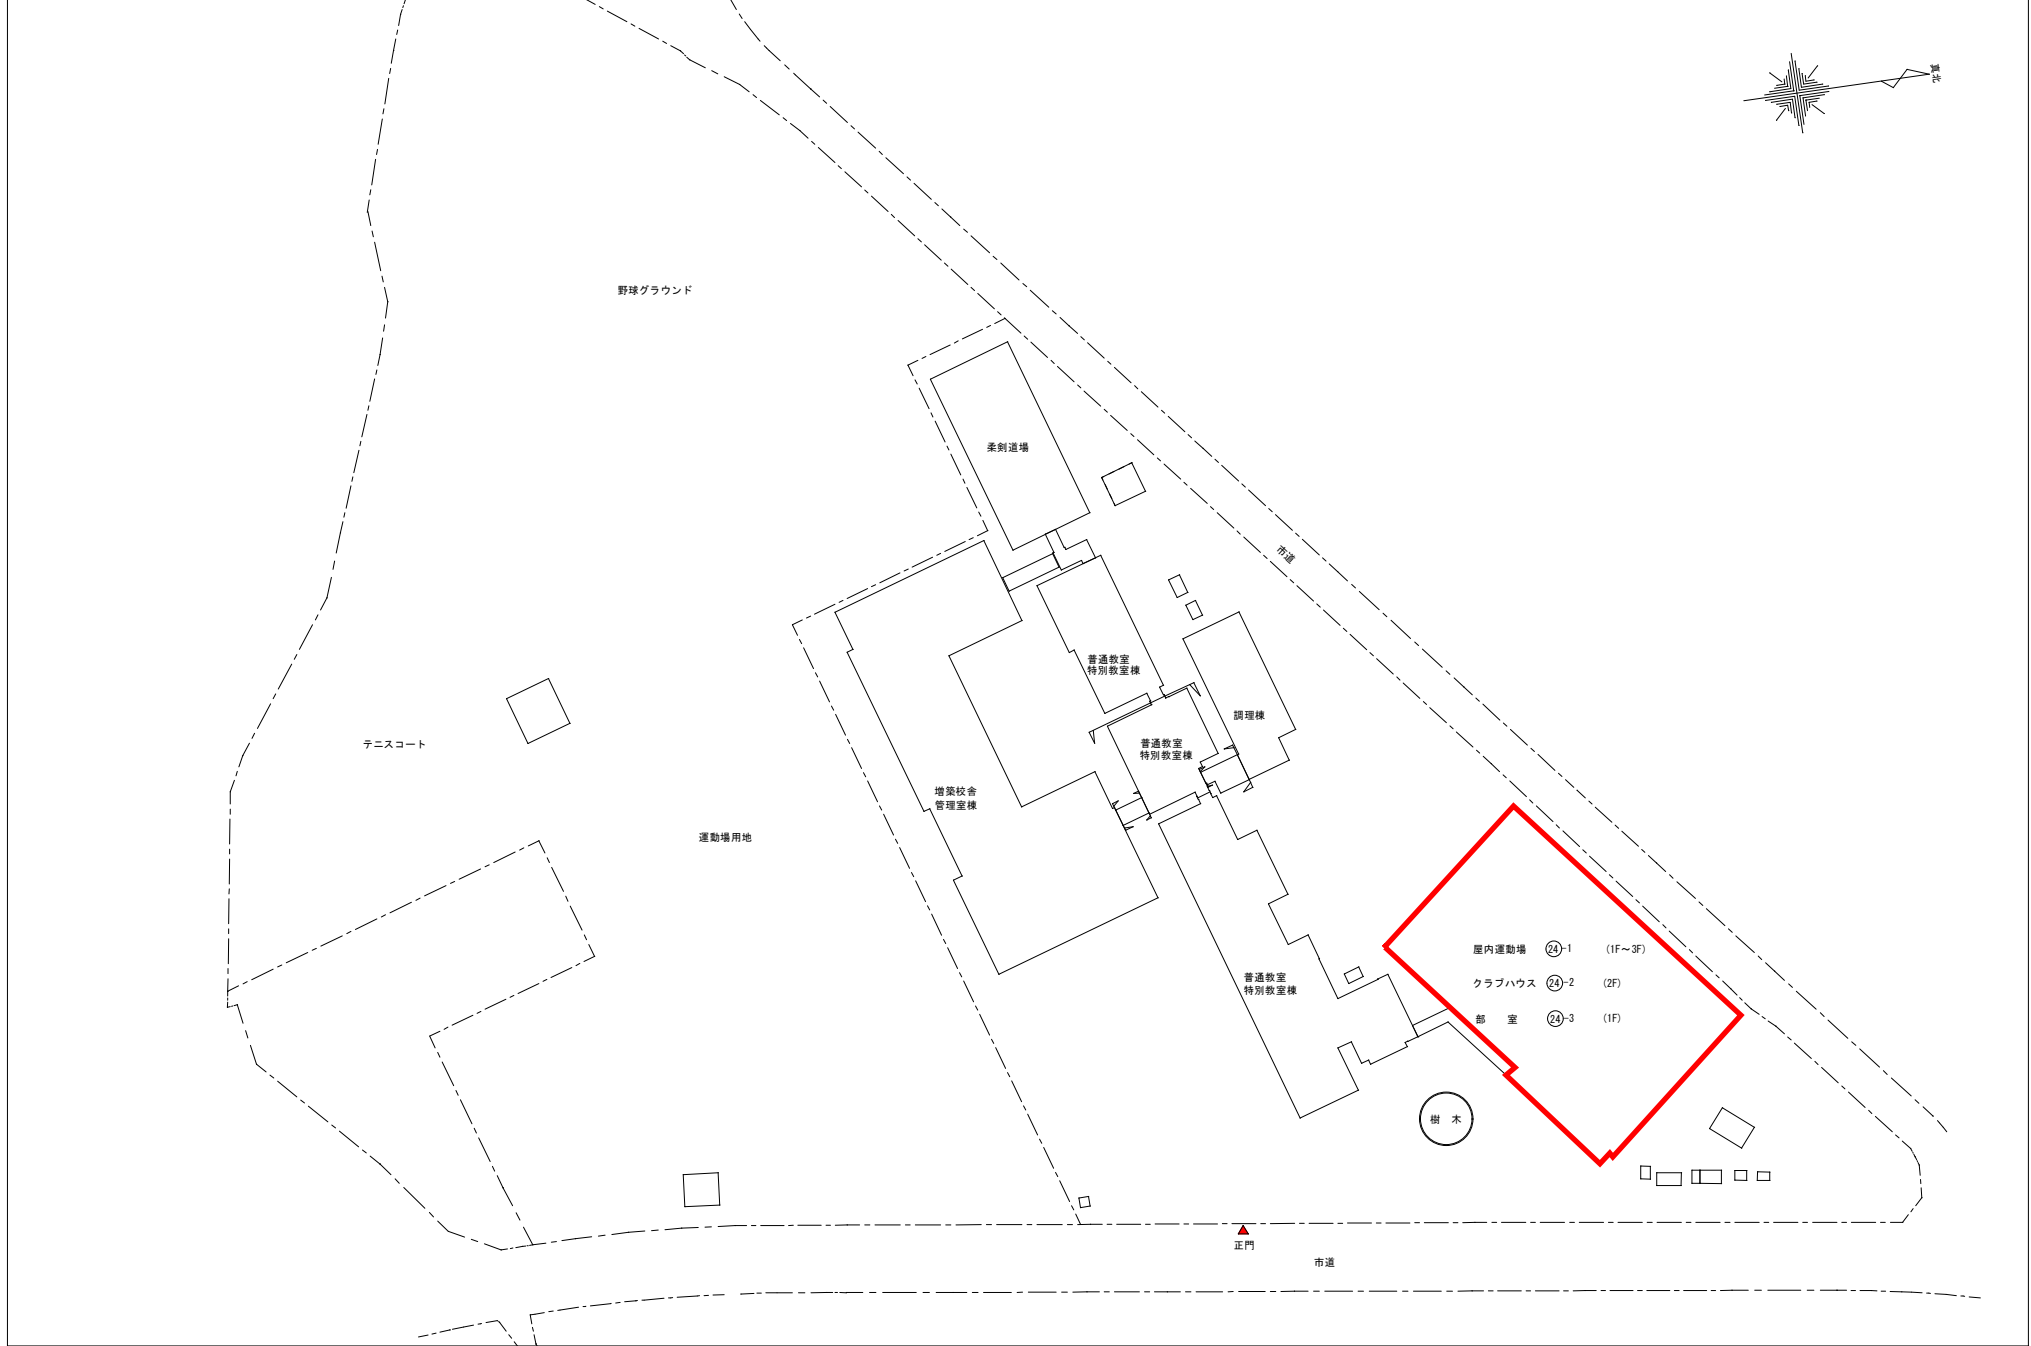 真北
野球グラウンド
柔剣道場
市道
普通教室
特別教室棟
調理棟
普通教室
特別教室棟
テニスコート
増築校舎
管理室棟
運動場用地
屋内運動場 ㉔-1 (1F～3F)
クラブハウス ㉔-2 (2F)
部 室 ㉔-3 (1F)
普通教室
特別教室棟
樹 木
正門
市道